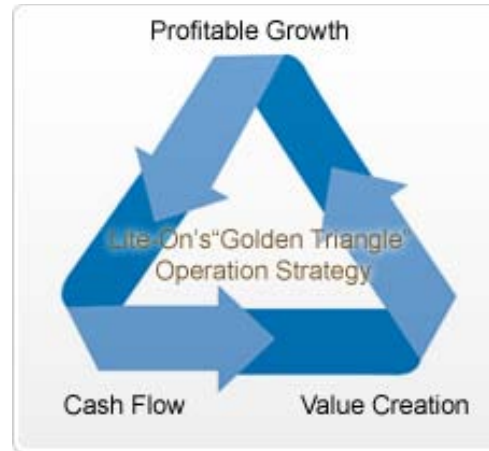 Profitable Growth
Lite-On's“Golden Triangle”
Operation Strategy
Cash Flow
Value Creation